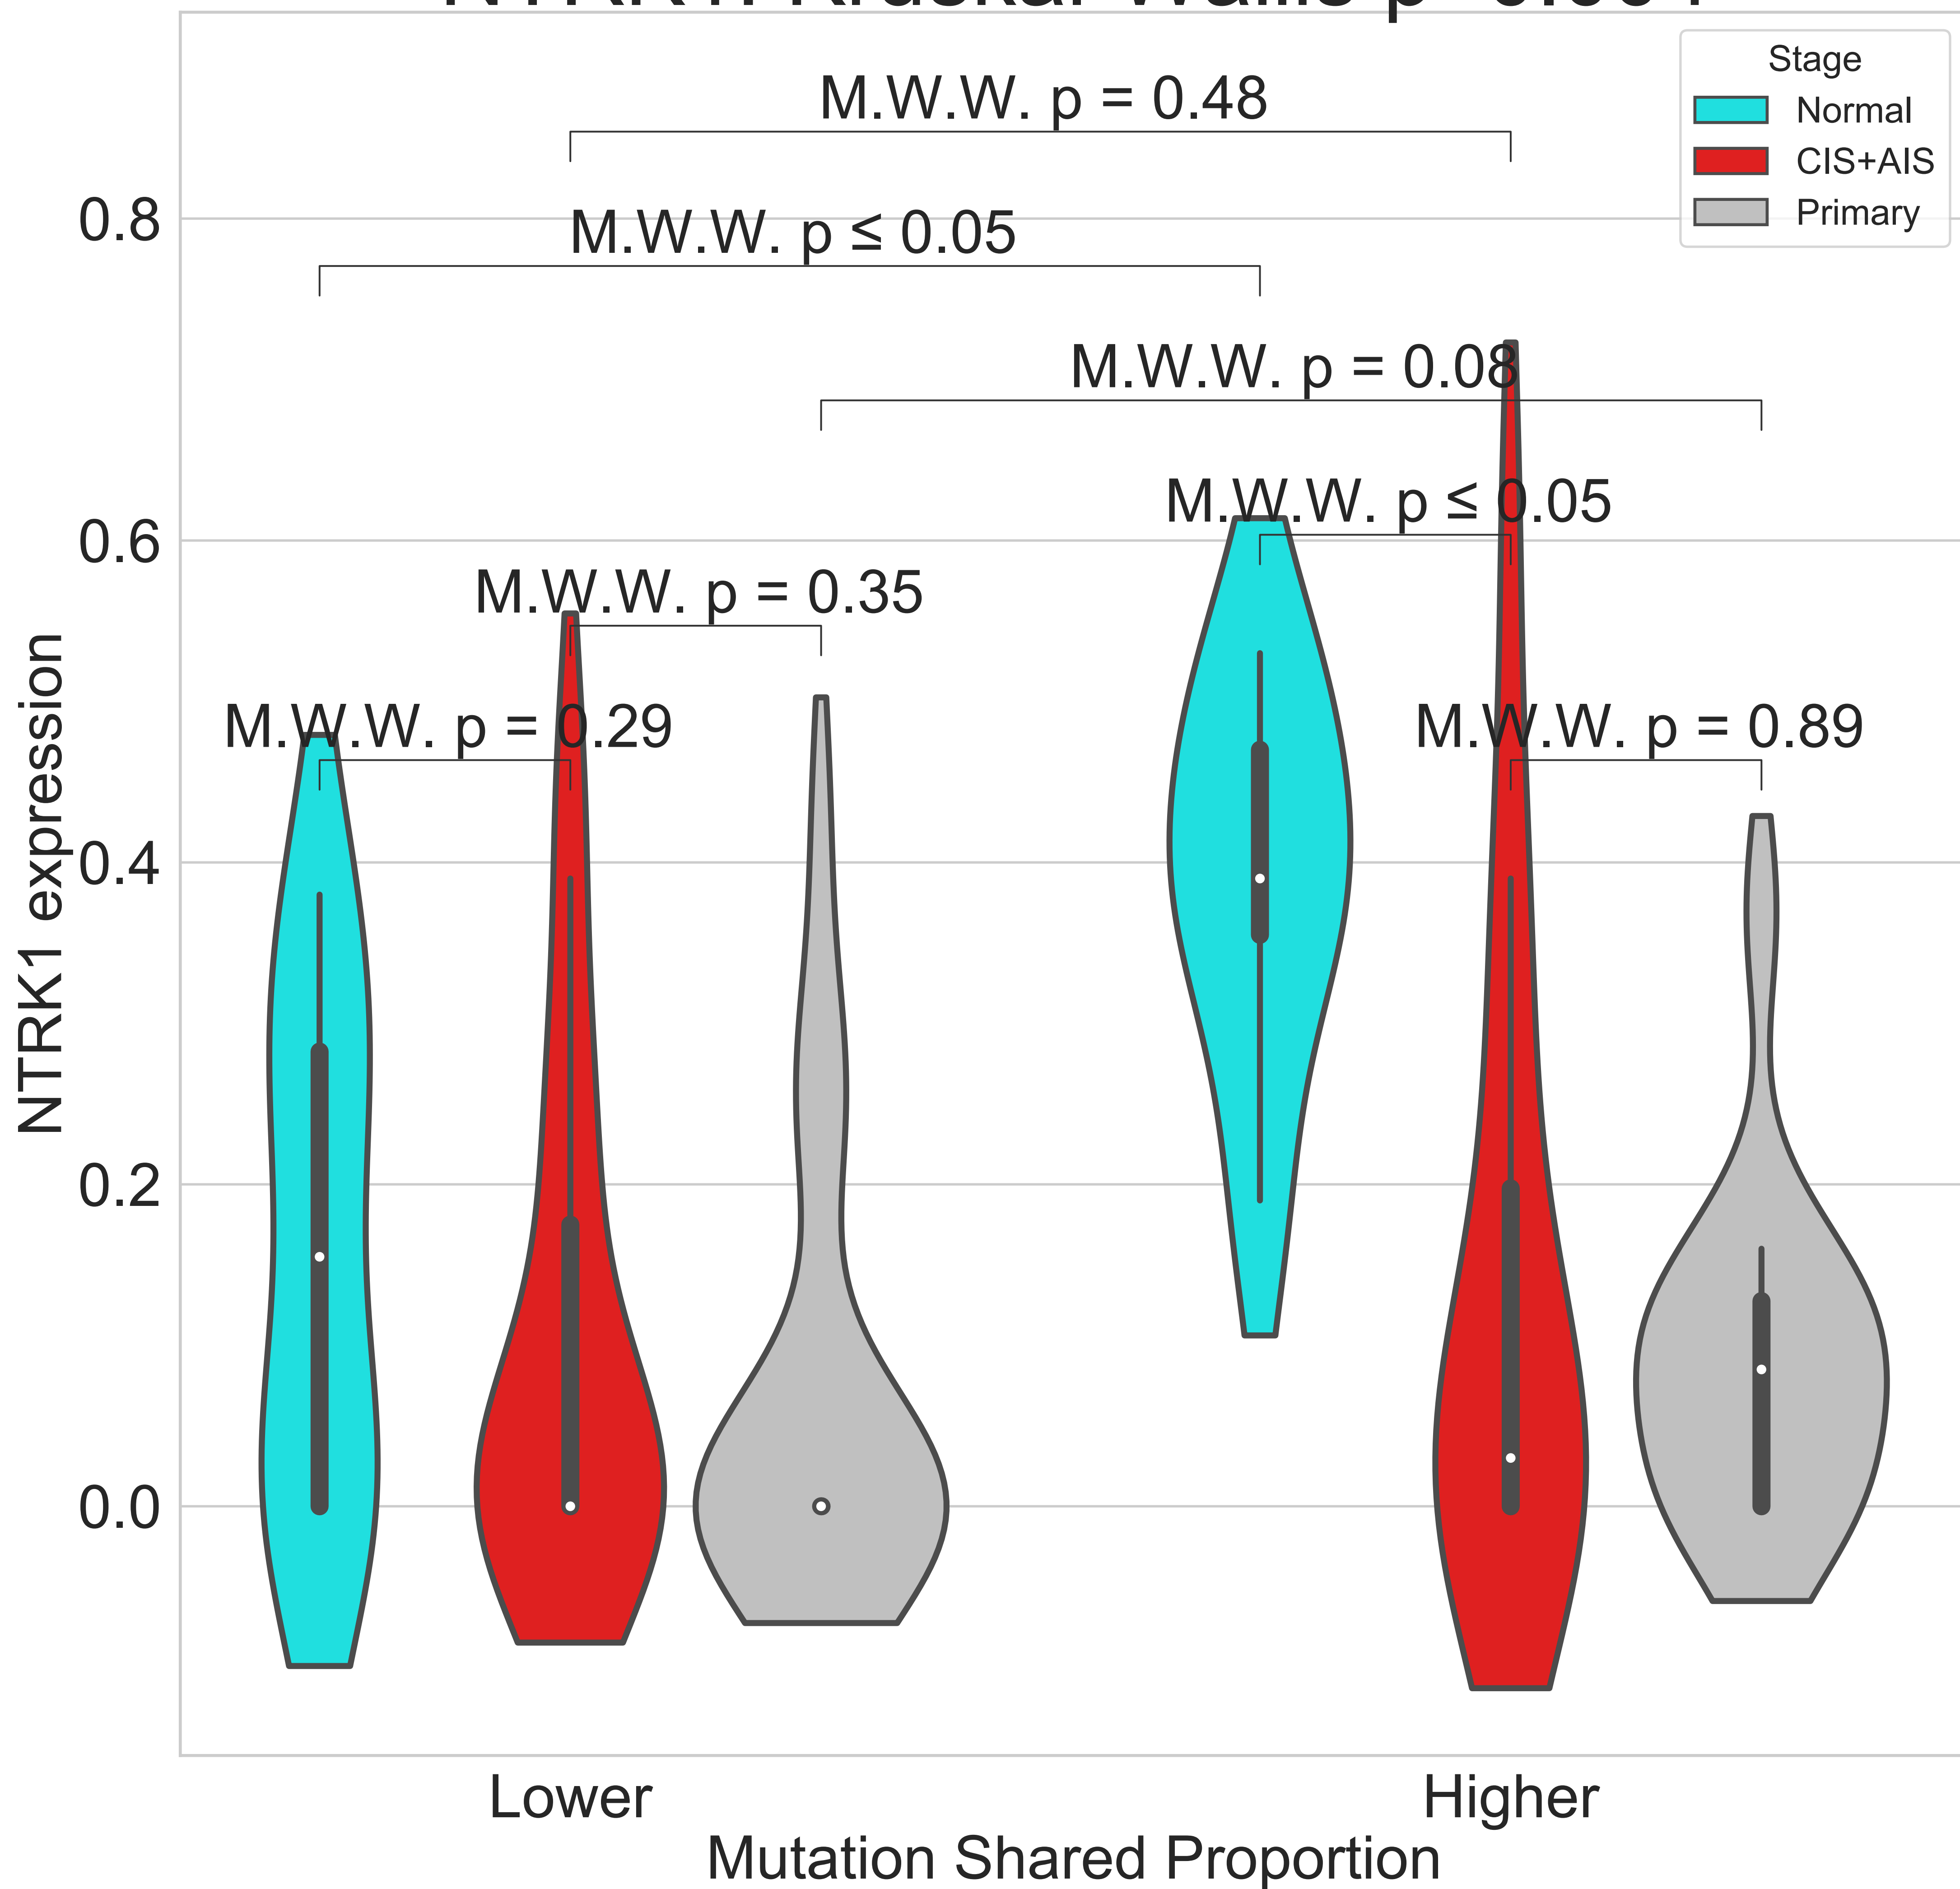 Stage
Normal
CIS+AIS
Primary
M.W.W. p = 0.48
M.W.W. p ≤ 0.05
M.W.W. p = 0.08
M.W.W. p ≤ 0.05
M.W.W. p = 0.35
M.W.W. p = 0.29
M.W.W. p = 0.89
0.8
0.6
0.4
0.2
0.0
NTRK1 expression
Lower
Higher
Mutation Shared Proportion